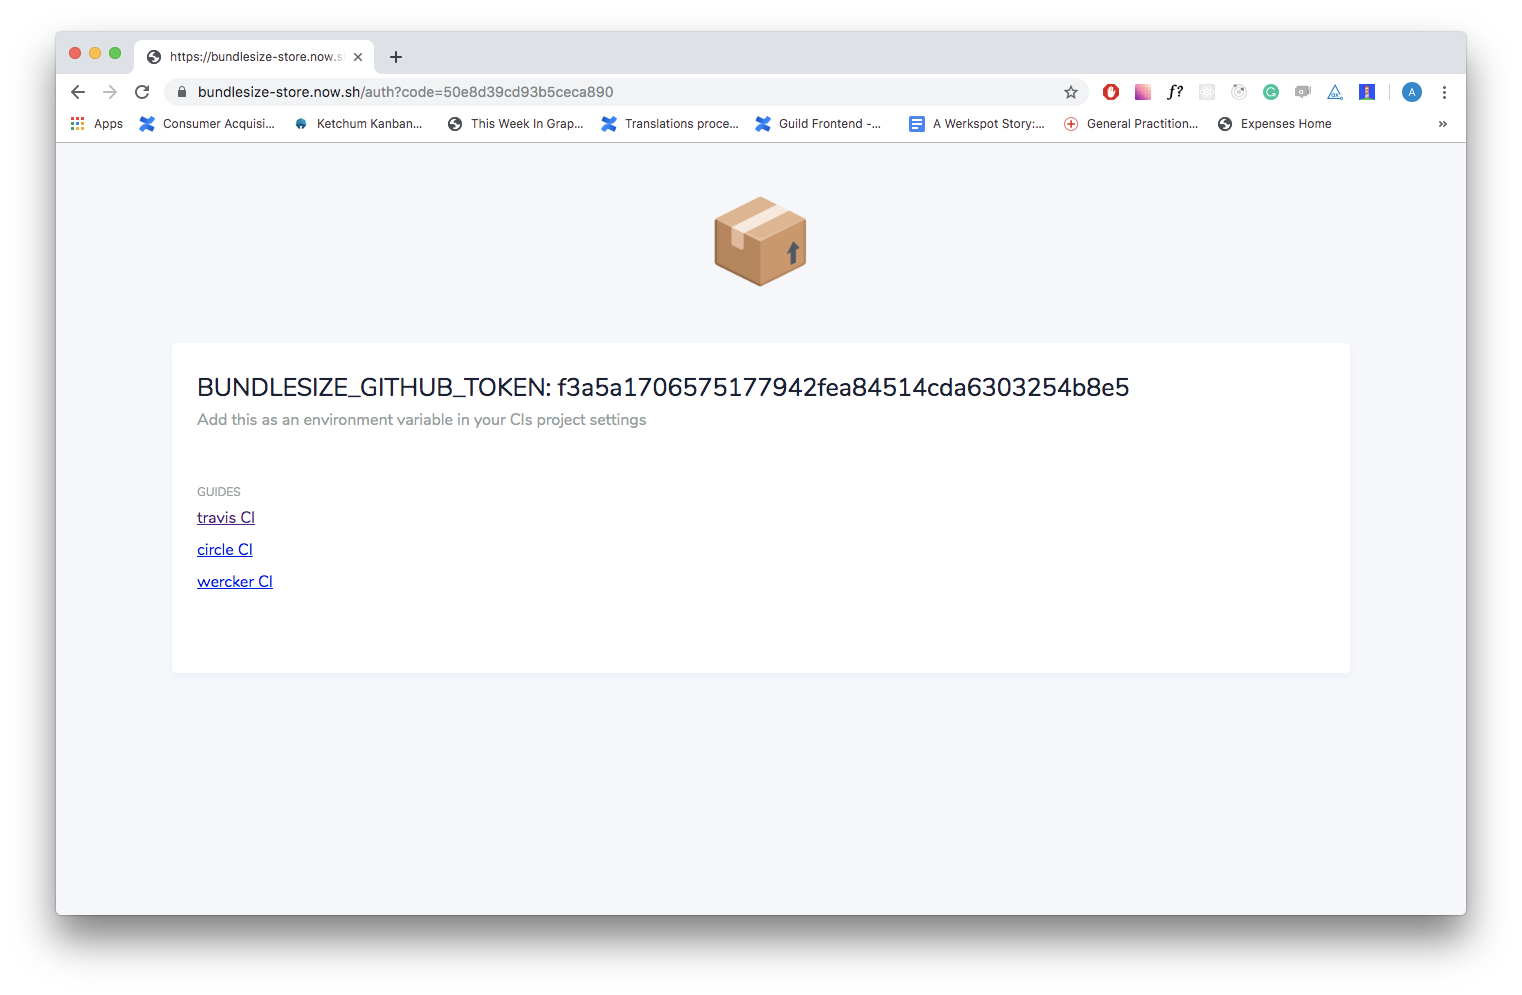 https://bundlesize-store.now.s
bundlesize-store.now.sh/auth?code=50e8d39cd93b5ceca890
f?
A
Apps
Consumer Acquisi...
Ketchum Kanban...
This Week In Grap...
Translations proce...
Guild Frontend -...
A Werkspot Story:...
General Practition...
Expenses Home
»
BUNDLESIZE_GITHUB_TOKEN: f3a5a1706575177942fea84514cda6303254b8e5
Add this as an environment variable in your CIs project settings
GUIDES
travis CI
circle CI
wercker CI